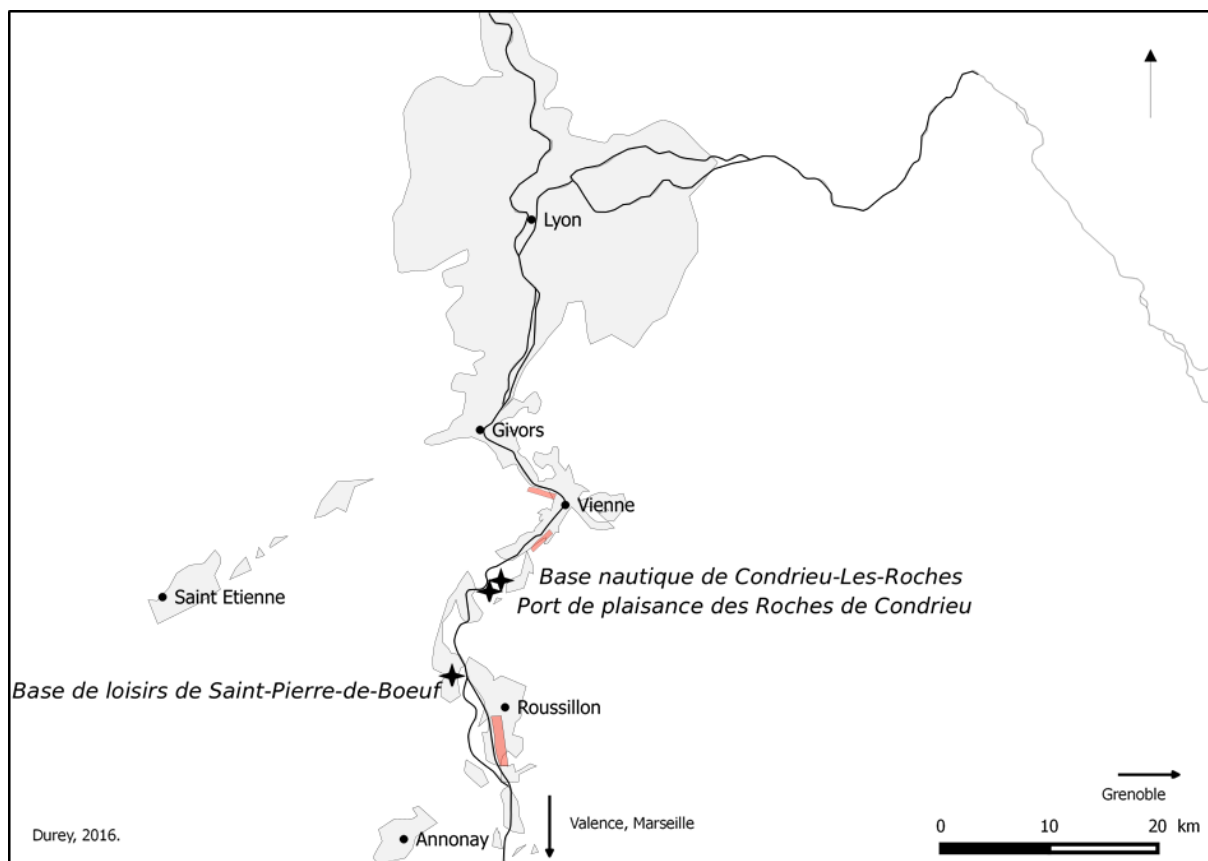 Lyon
Givors
Vienne
Base nautique de Condrieu-Les-Roches
Saint Etienne
Port de plaisance des Roches de Condrieu
Base de loisirs de Saint-Pierre-de-Boeuf
Roussillon
Grenoble
Valence, Marseille
0 10 20 km
Durey, 2016.
Annonay